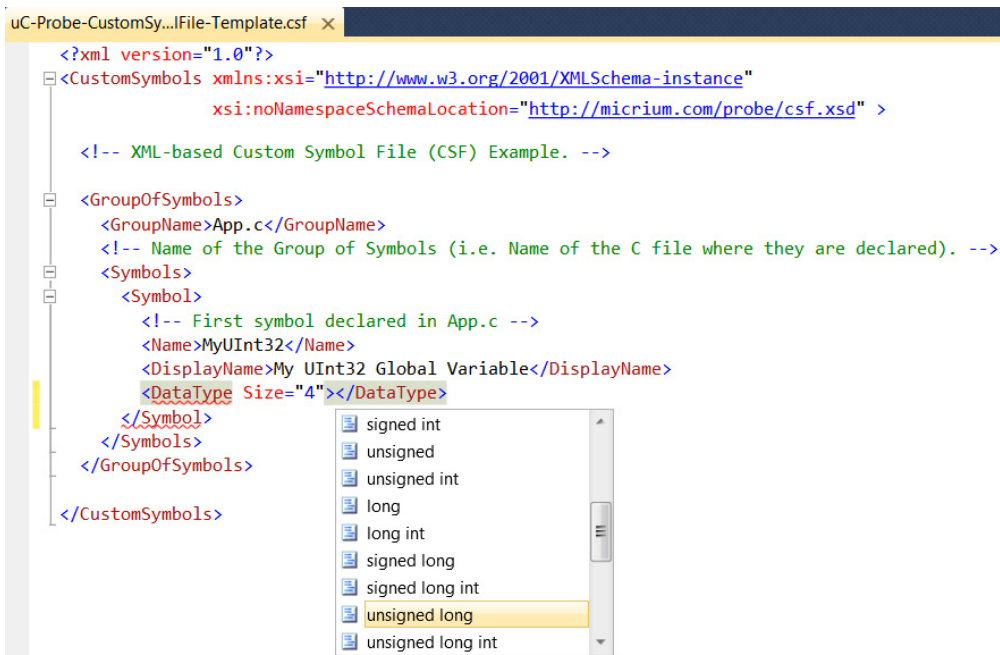 uC-Probe-CustomSy...lFile-Template.csf ×
<?xml version="1.0"?>
<CustomSymbols xmlns:xsi="http://www.w3.org/2001/XMLSchema-instance"
xsi:noNamespaceSchemaLocation="http://micrium.com/probe/csf.xsd" >
<!-- XML-based Custom Symbol File (CSF) Example. -->
<GroupOfSymbols>
<GroupName>App.c</GroupName>
<!-- Name of the Group of Symbols (i.e. Name of the C file where they are declared). -->
<Symbols>
<Symbol>
<!-- First symbol declared in App.c -->
<Name>MyUInt32</Name>
<DisplayName>My UInt32 Global Variable</DisplayName>
<DataType Size="4"></DataType>
</Symbol>
</Symbols>
</GroupOfSymbols>
</CustomSymbols>
signed int
unsigned
unsigned int
long
long int
signed long
signed long int
unsigned long
unsigned long int